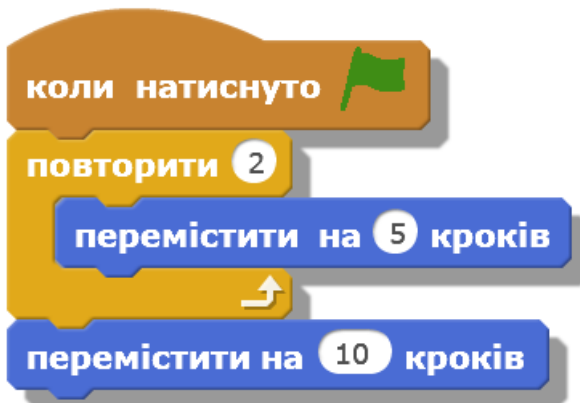 коли натиснуто
повторити 2
перемістити на 5 кроків
перемістити на 10 кроків